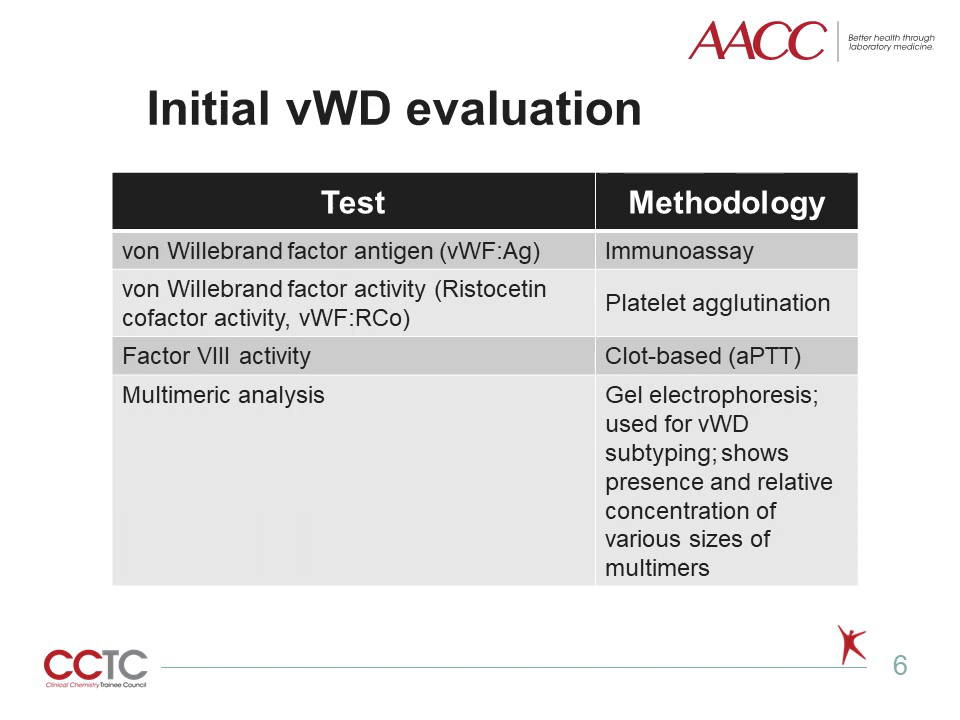 AACC
Better health through
laboratory medicine.
Initial vWD evaluation
Test
Methodology
von Willebrand factor antigen (vWF:Ag)
Immunoassay
von Willebrand factor activity (Ristocetin
cofactor activity, vWF:RCo)
Platelet agglutination
Factor VIII activity
Clot-based (aPTT)
Multimeric analysis
Gel electrophoresis;
used for vWD
subtyping; shows
presence and relative
concentration of
various sizes of
multimers
CCTC
Clinical Chemistry Trainee Council
6